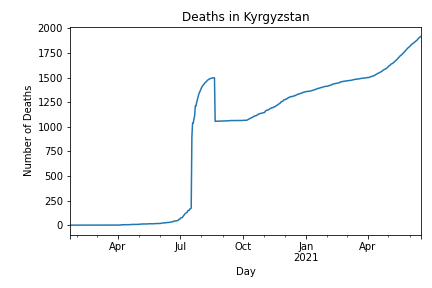 Deaths in Kyrgyzstan
2000
1750
1500
1250
1000
750
500
250
0
Number of Deaths
Apr
Jul
Oct
Jan
2021
Apr
Day